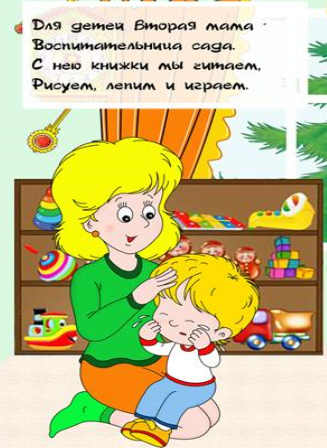 Для детей Вторая мама -
Воспитательница сада.
С нею книжки мы читаем,
Рисуем, лепим и играем.